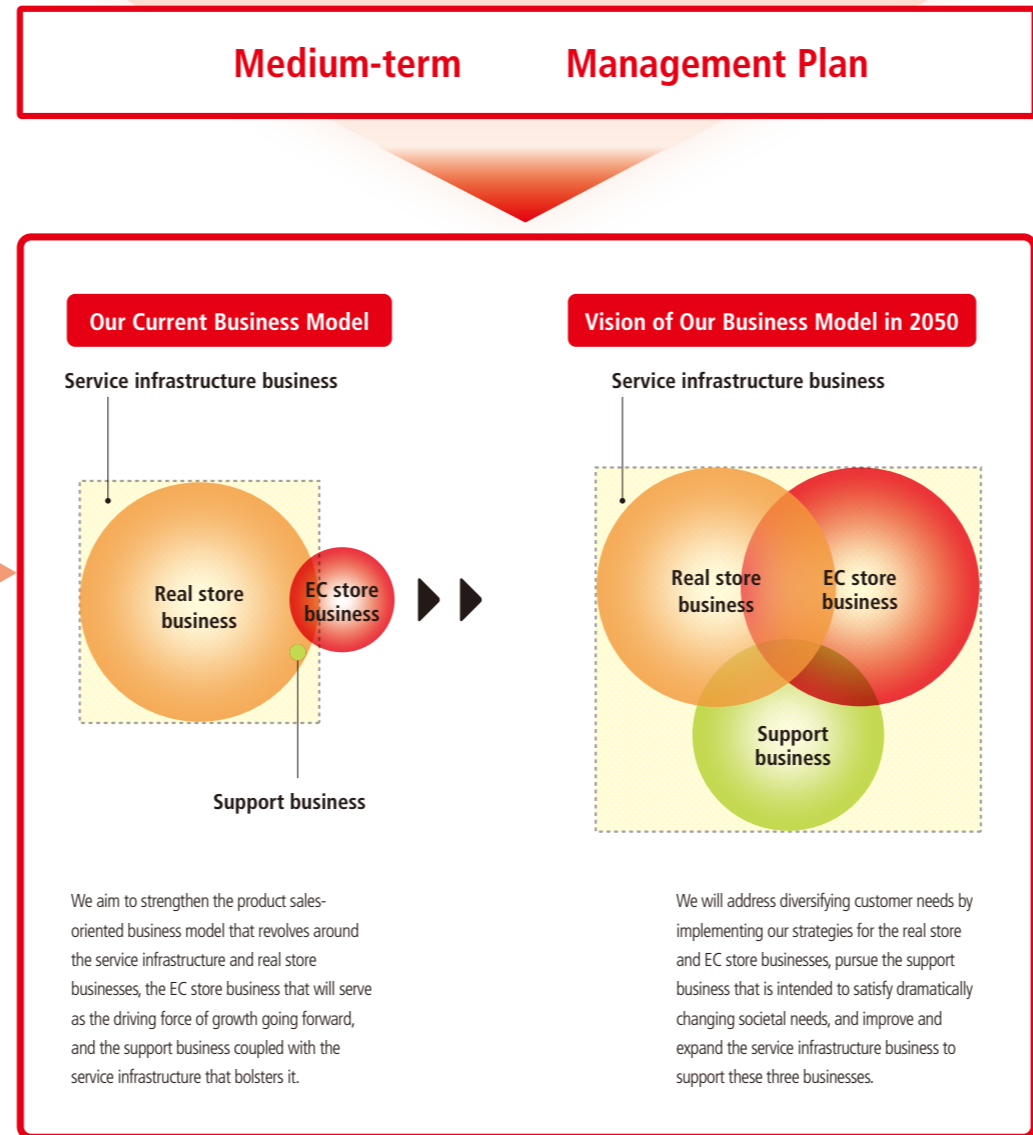 Medium-term Management Plan
Our Current Business Model
Service infrastructure business
Real store
business
EC store
business
Support business
We aim to strengthen the product sales-
oriented business model that revolves around
the service infrastructure and real store
businesses, the EC store business that will serve
as the driving force of growth going forward,
and the support business coupled with the
service infrastructure that bolsters it.
Vision of Our Business Model in 2050
Service infrastructure business
Real store
business
EC store
business
Support
business
We will address diversifying customer needs by
implementing our strategies for the real store
and EC store businesses, pursue the support
business that is intended to satisfy dramatically
changing societal needs, and improve and
expand the service infrastructure business to
support these three businesses.